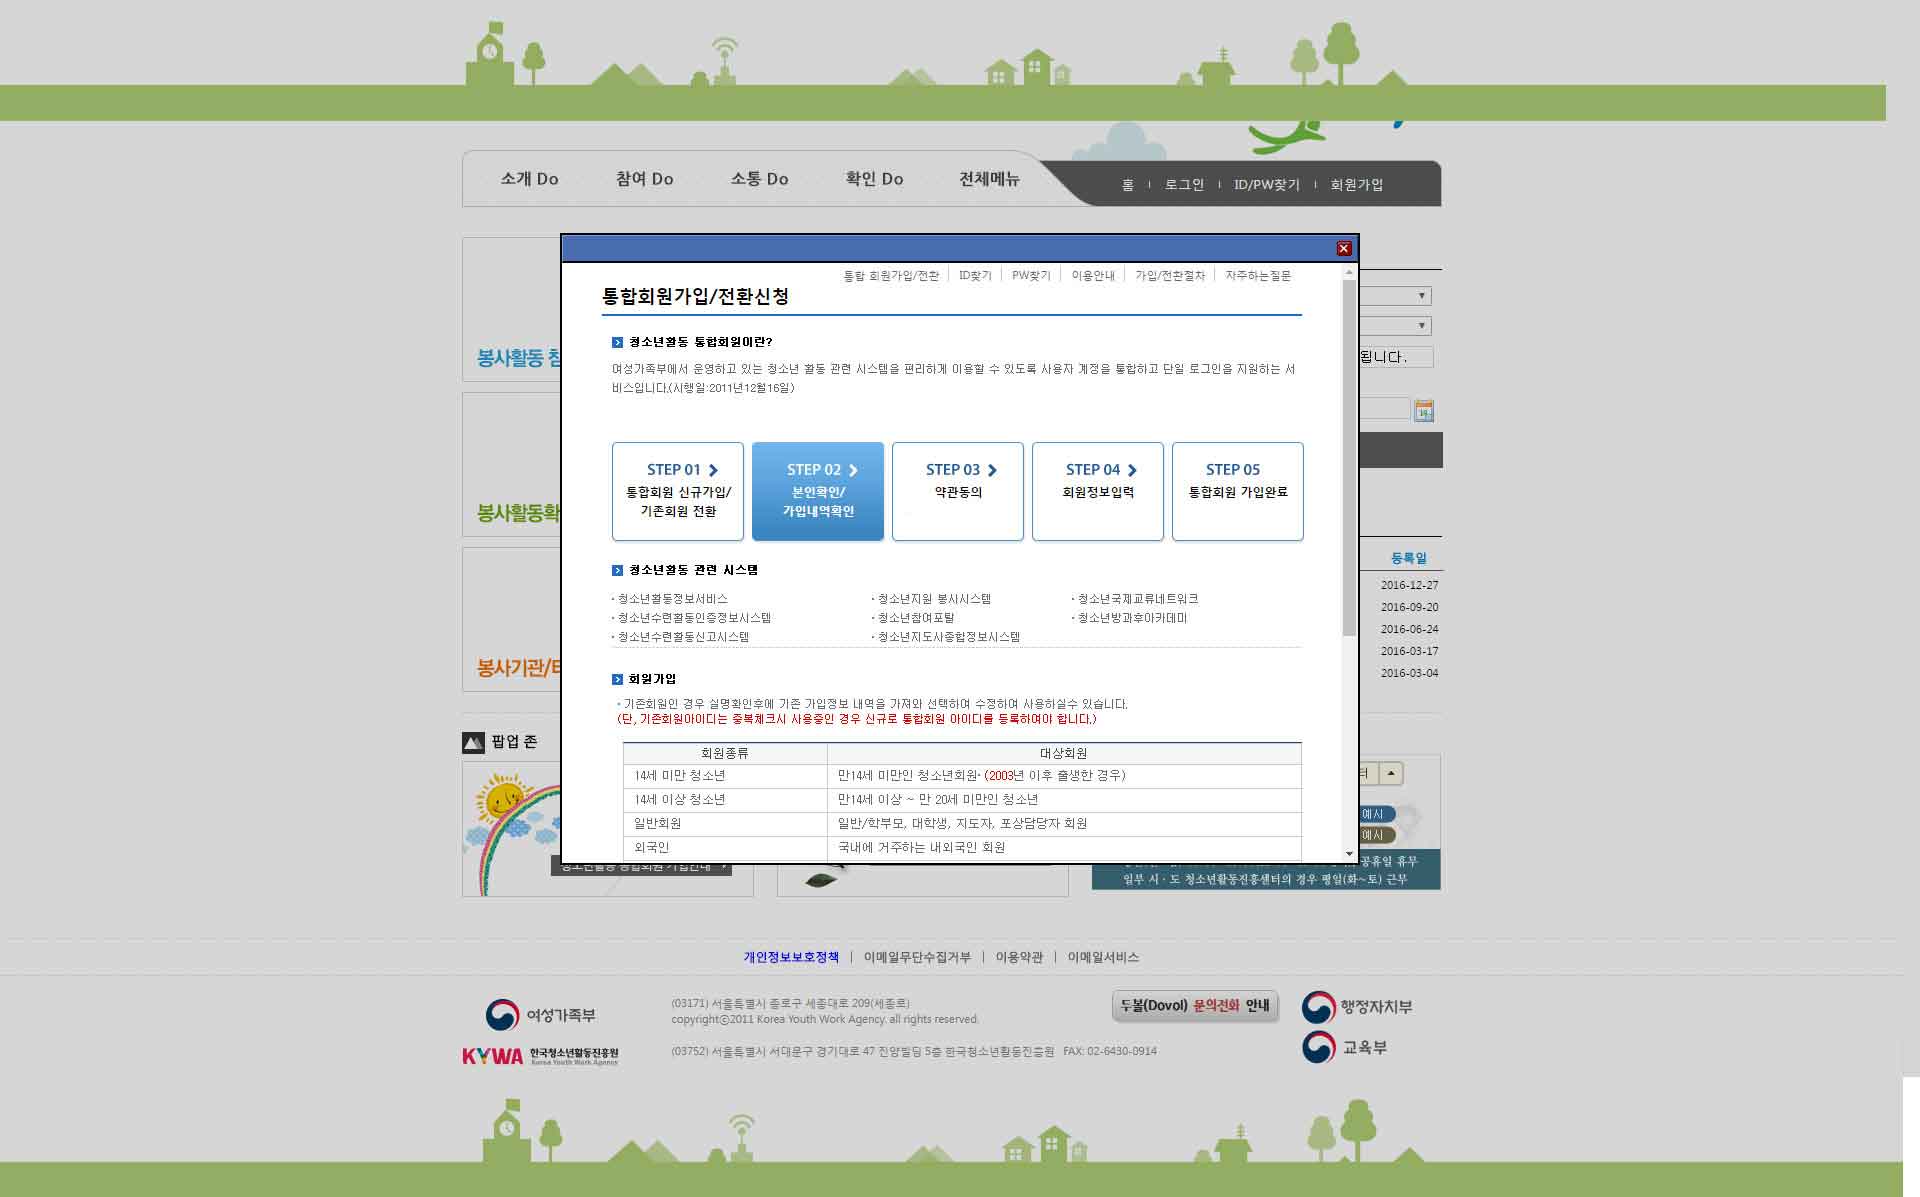 소개 Do 참여 Do 소통 Do 확인 Do 전체메뉴
홈 로그인 ID/PW찾기 회원가입
통합 회원가입/전환 ID찾기 PW찾기 이용안내 가입/전환절차 자주하는질문
통합회원가입/전환신청
청소년활동 통합회원이란?
여성가족부에서 운영하고 있는 청소년 활동 관련 시스템을 편리하게 이용할 수 있도록 사용자 계정을 통합하고 단일 로그인을 지원하는 서
비스입니다.(시행일:2011년12월16일)
STEP 01
통합회원 신규가입/
기존회원 전환
STEP 02
본인확인/
가입내역확인
STEP 03
약관동의
STEP 04
회원정보입력
STEP 05
통합회원 가입완료
청소년활동 관련 시스템
· 청소년활동정보서비스 · 청소년자원 봉사시스템 · 청소년국제교류네트워크
· 청소년수련활동인증정보시스템 · 청소년참여포털 · 청소년방과후아카데미
· 청소년수련활동신고시스템 · 청소년지도사종합정보시스템
회원가입
· 기존회원인 경우 실명확인후에 기존 가입정보 내역을 가져와 선택하여 수정하여 사용하실수 있습니다.
(단, 기존회원아이디는 중복체크시 사용중인 경우 신규로 통합회원 아이디를 등록하여야 합니다.)
회원종류 대상회원
14세 미만 청소년 만14세 미만인 청소년회원· (2003년 이후 출생한 경우)
14세 이상 청소년 만14세 이상 ~ 만 20세 미만인 청소년
일반회원 일반/학부모, 대학생, 지도자, 포상담당자 회원
외국인 국내에 거주하는 내외국인 회원
봉사활동 참
봉사활동확
봉사기관/터
됩니다.
등록일
2016-12-27
2016-09-20
2016-06-24
2016-03-17
2016-03-04
팝업 존
청소년활동 통합회원 가입안내
터
예시
예시
공휴일 휴무
일부 시 · 도 청소년활동진흥센터의 경우 평일(화~토) 근무
개인정보보호정책 이메일무단수집거부 이용약관 이메일서비스
여성가족부
KYWA 한국청소년활동진흥원
Korea Youth Work Agency
(03171) 서울특별시 종로구 세종대로 209(세종로)
copyrightⓒ2011 Korea Youth Work Agency. all rights reserved.
(03752) 서울특별시 서대문구 경기대로 47 진양빌딩 5층 한국청소년활동진흥원 FAX: 02-6430-0914
두볼(Dovol) 문의전화 안내
행정자치부
교육부